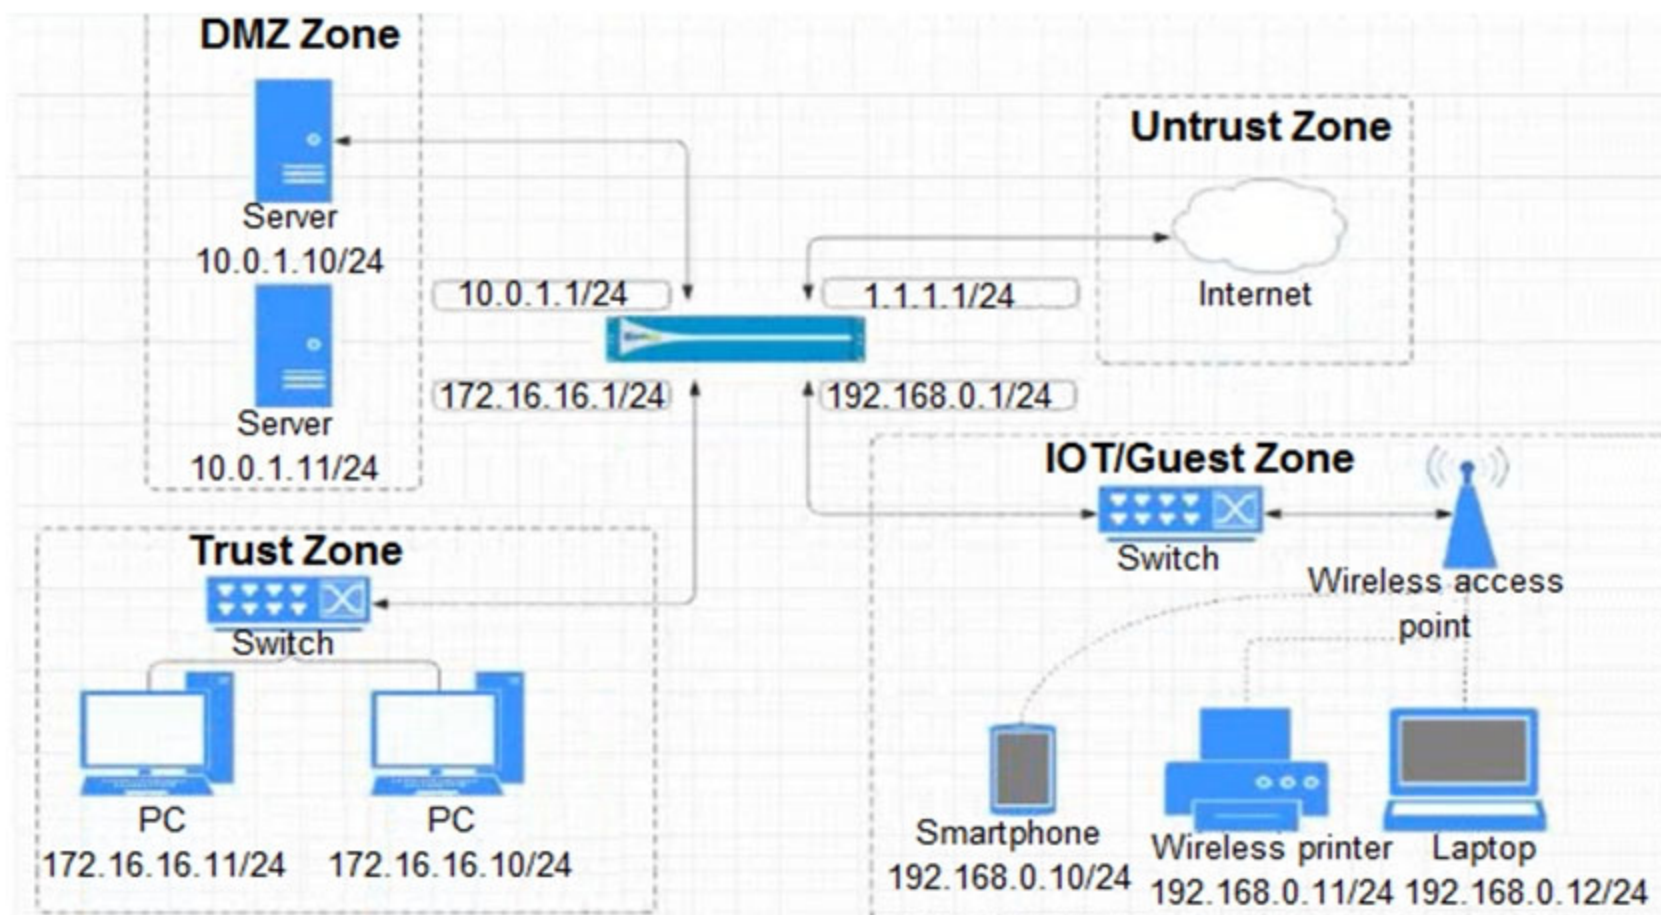 DMZ Zone
Server
10.0.1.10/24
Server
10.0.1.11/24
10.0.1.1/24
1.1.1.1/24
172.16.16.1/24
192.168.0.1/24
Untrust Zone
Internet
Trust Zone
Switch
PC
172.16.16.11/24
PC
172.16.16.10/24
IOT/Guest Zone
Switch
Wireless access
point
Smartphone
192.168.0.10/24
Wireless printer
192.168.0.11/24
Laptop
192.168.0.12/24